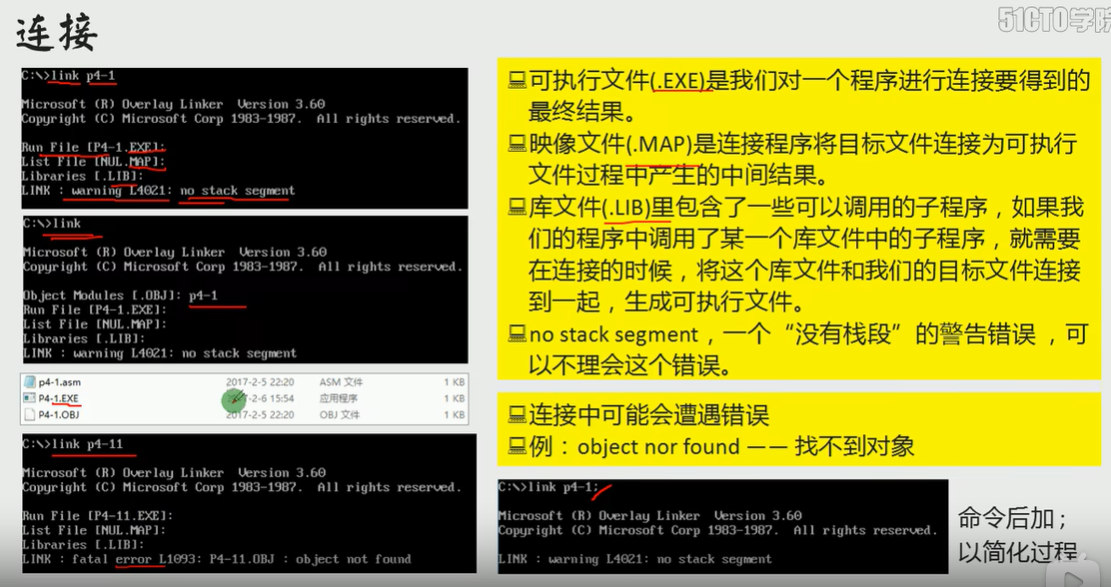 连接
51CTO学院
C:\>link p4-1
Microsoft (R) Overlay Linker  Version 3.60
Copyright (C) Microsoft Corp 1983-1987.  All rights reserved.
Run File [P4-1.EXE]:
List File [NUL.MAP]:
Libraries [.LIB]:
LINK : warning L4021: no stack segment
C:\>link
Microsoft (R) Overlay Linker  Version 3.60
Copyright (C) Microsoft Corp 1983-1987.  All rights reserved.
Object Modules [.OBJ]: p4-1
Run File [P4-1.EXE]:
List File [NUL.MAP]:
Libraries [.LIB]:
LINK : warning L4021: no stack segment
p4-1.asm 2017-2-5 22:20 ASM 文件 1 KB
P4-1.EXE 2017-2-6 15:54 应用程序 1 KB
P4-1.OBJ 2017-2-5 22:20 OBJ 文件 1 KB
C:\>link p4-11
Microsoft (R) Overlay Linker  Version 3.60
Copyright (C) Microsoft Corp 1983-1987.  All rights reserved.
Run File [P4-11.EXE]:
List File [NUL.MAP]:
Libraries [.LIB]:
LINK : fatal error L1093: P4-11.OBJ : object not found
可执行文件(.EXE)是我们对一个程序进行连接要得到的
最终结果。
映像文件(.MAP)是连接程序将目标文件连接为可执行
文件过程中产生的中间结果。
库文件(.LIB)里包含了一些可以调用的子程序，如果我
们的程序中调用了某一个库文件中的子程序，就需要
在连接的时候，将这个库文件和我们的目标文件连接
到一起，生成可执行文件。
no stack segment，一个“没有栈段”的警告错误，可
以不理会这个错误。
连接中可能会遭遇错误
例：object nor found —— 找不到对象
C:\>link p4-1;
Microsoft (R) Overlay Linker  Version 3.60
Copyright (C) Microsoft Corp 1983-1987.  All rights reserved.
LINK : warning L4021: no stack segment
命令后加；
以简化过程